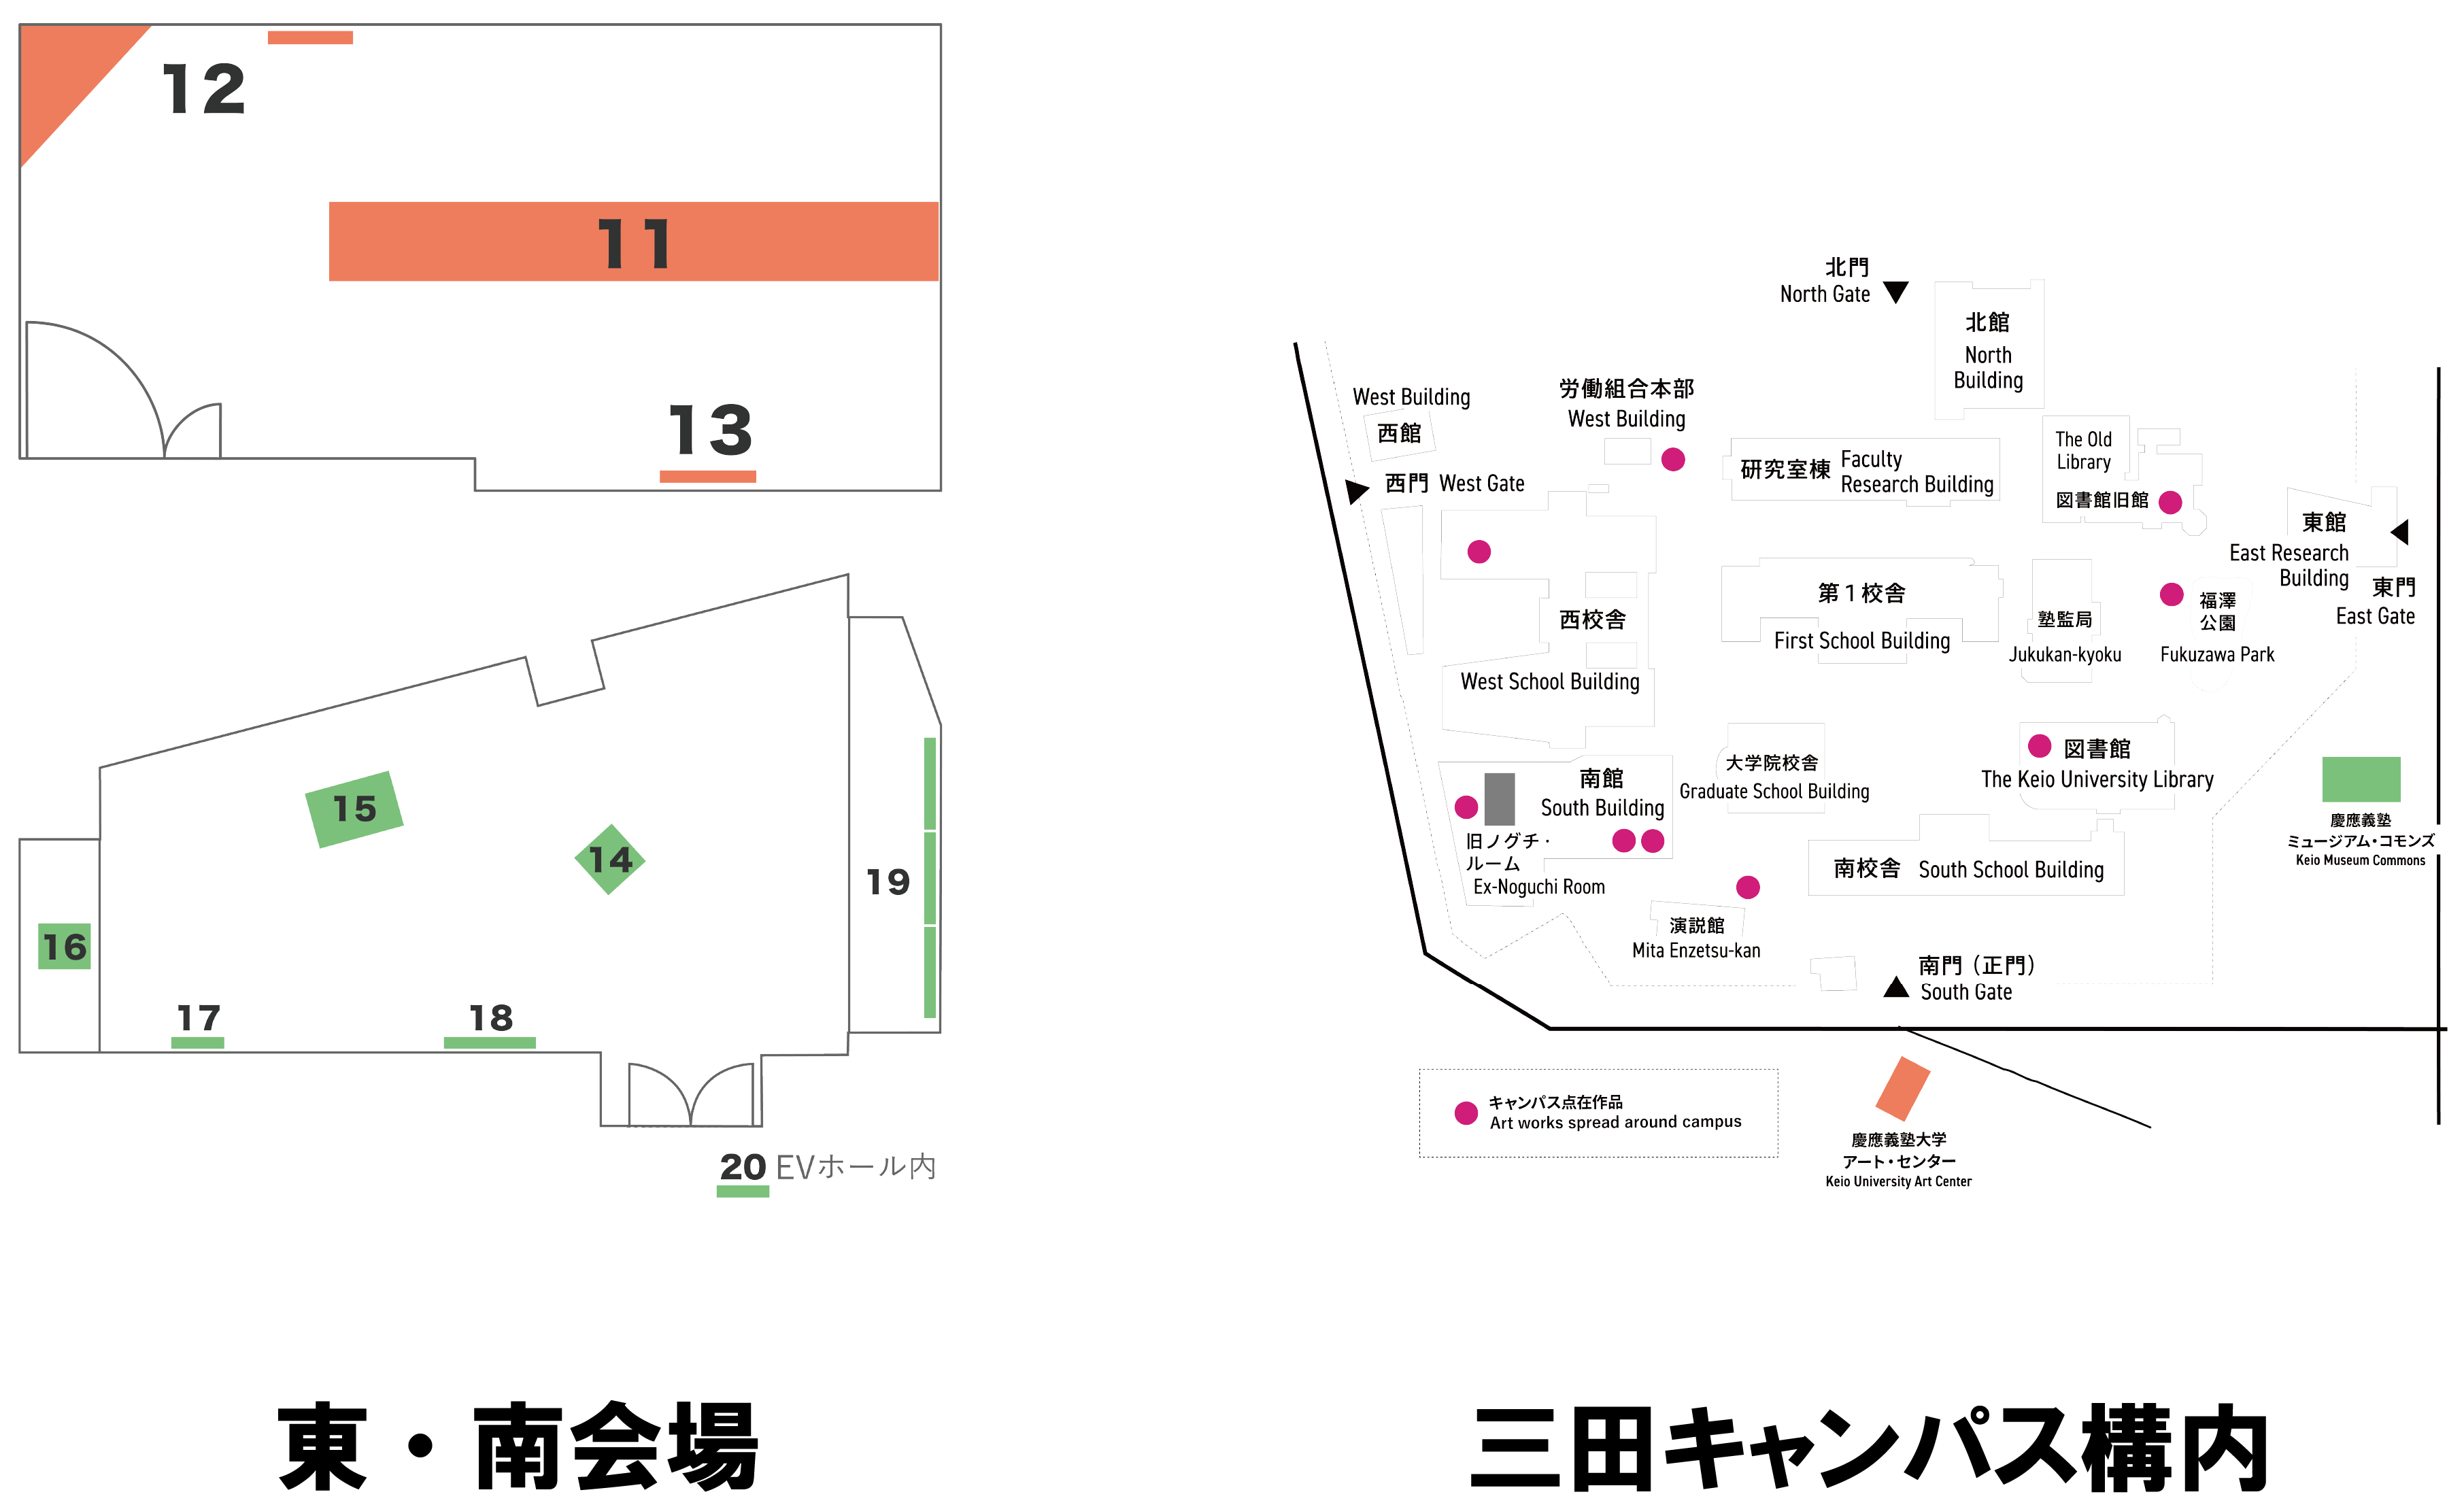 12
11
13
15
14
19
16
17
18
20 EVホール内
東・南会場
北門
North Gate
北館
North
Building
West Building
西館
労働組合本部
West Building
西門 West Gate
研究室棟
Faculty
Research Building
The Old
Library
図書館旧館
東館
East Research
Building
東門
East Gate
第1校舎
First School Building
塾監局
Jukukan-kyoku
福澤
公園
Fukuzawa Park
西校舎
West School Building
大学院校舎
Graduate School Building
図書館
The Keio University Library
南館
South Building
旧ノグチ・
ルーム
Ex-Noguchi Room
慶應義塾
ミュージアム・コモンズ
Keio Museum Commons
南校舎 South School Building
演説館
Mita Enzetsu-kan
南門（正門）
South Gate
キャンパス点在作品
Art works spread around campus
慶應義塾大学
アート・センター
Keio University Art Center
三田キャンパス構内